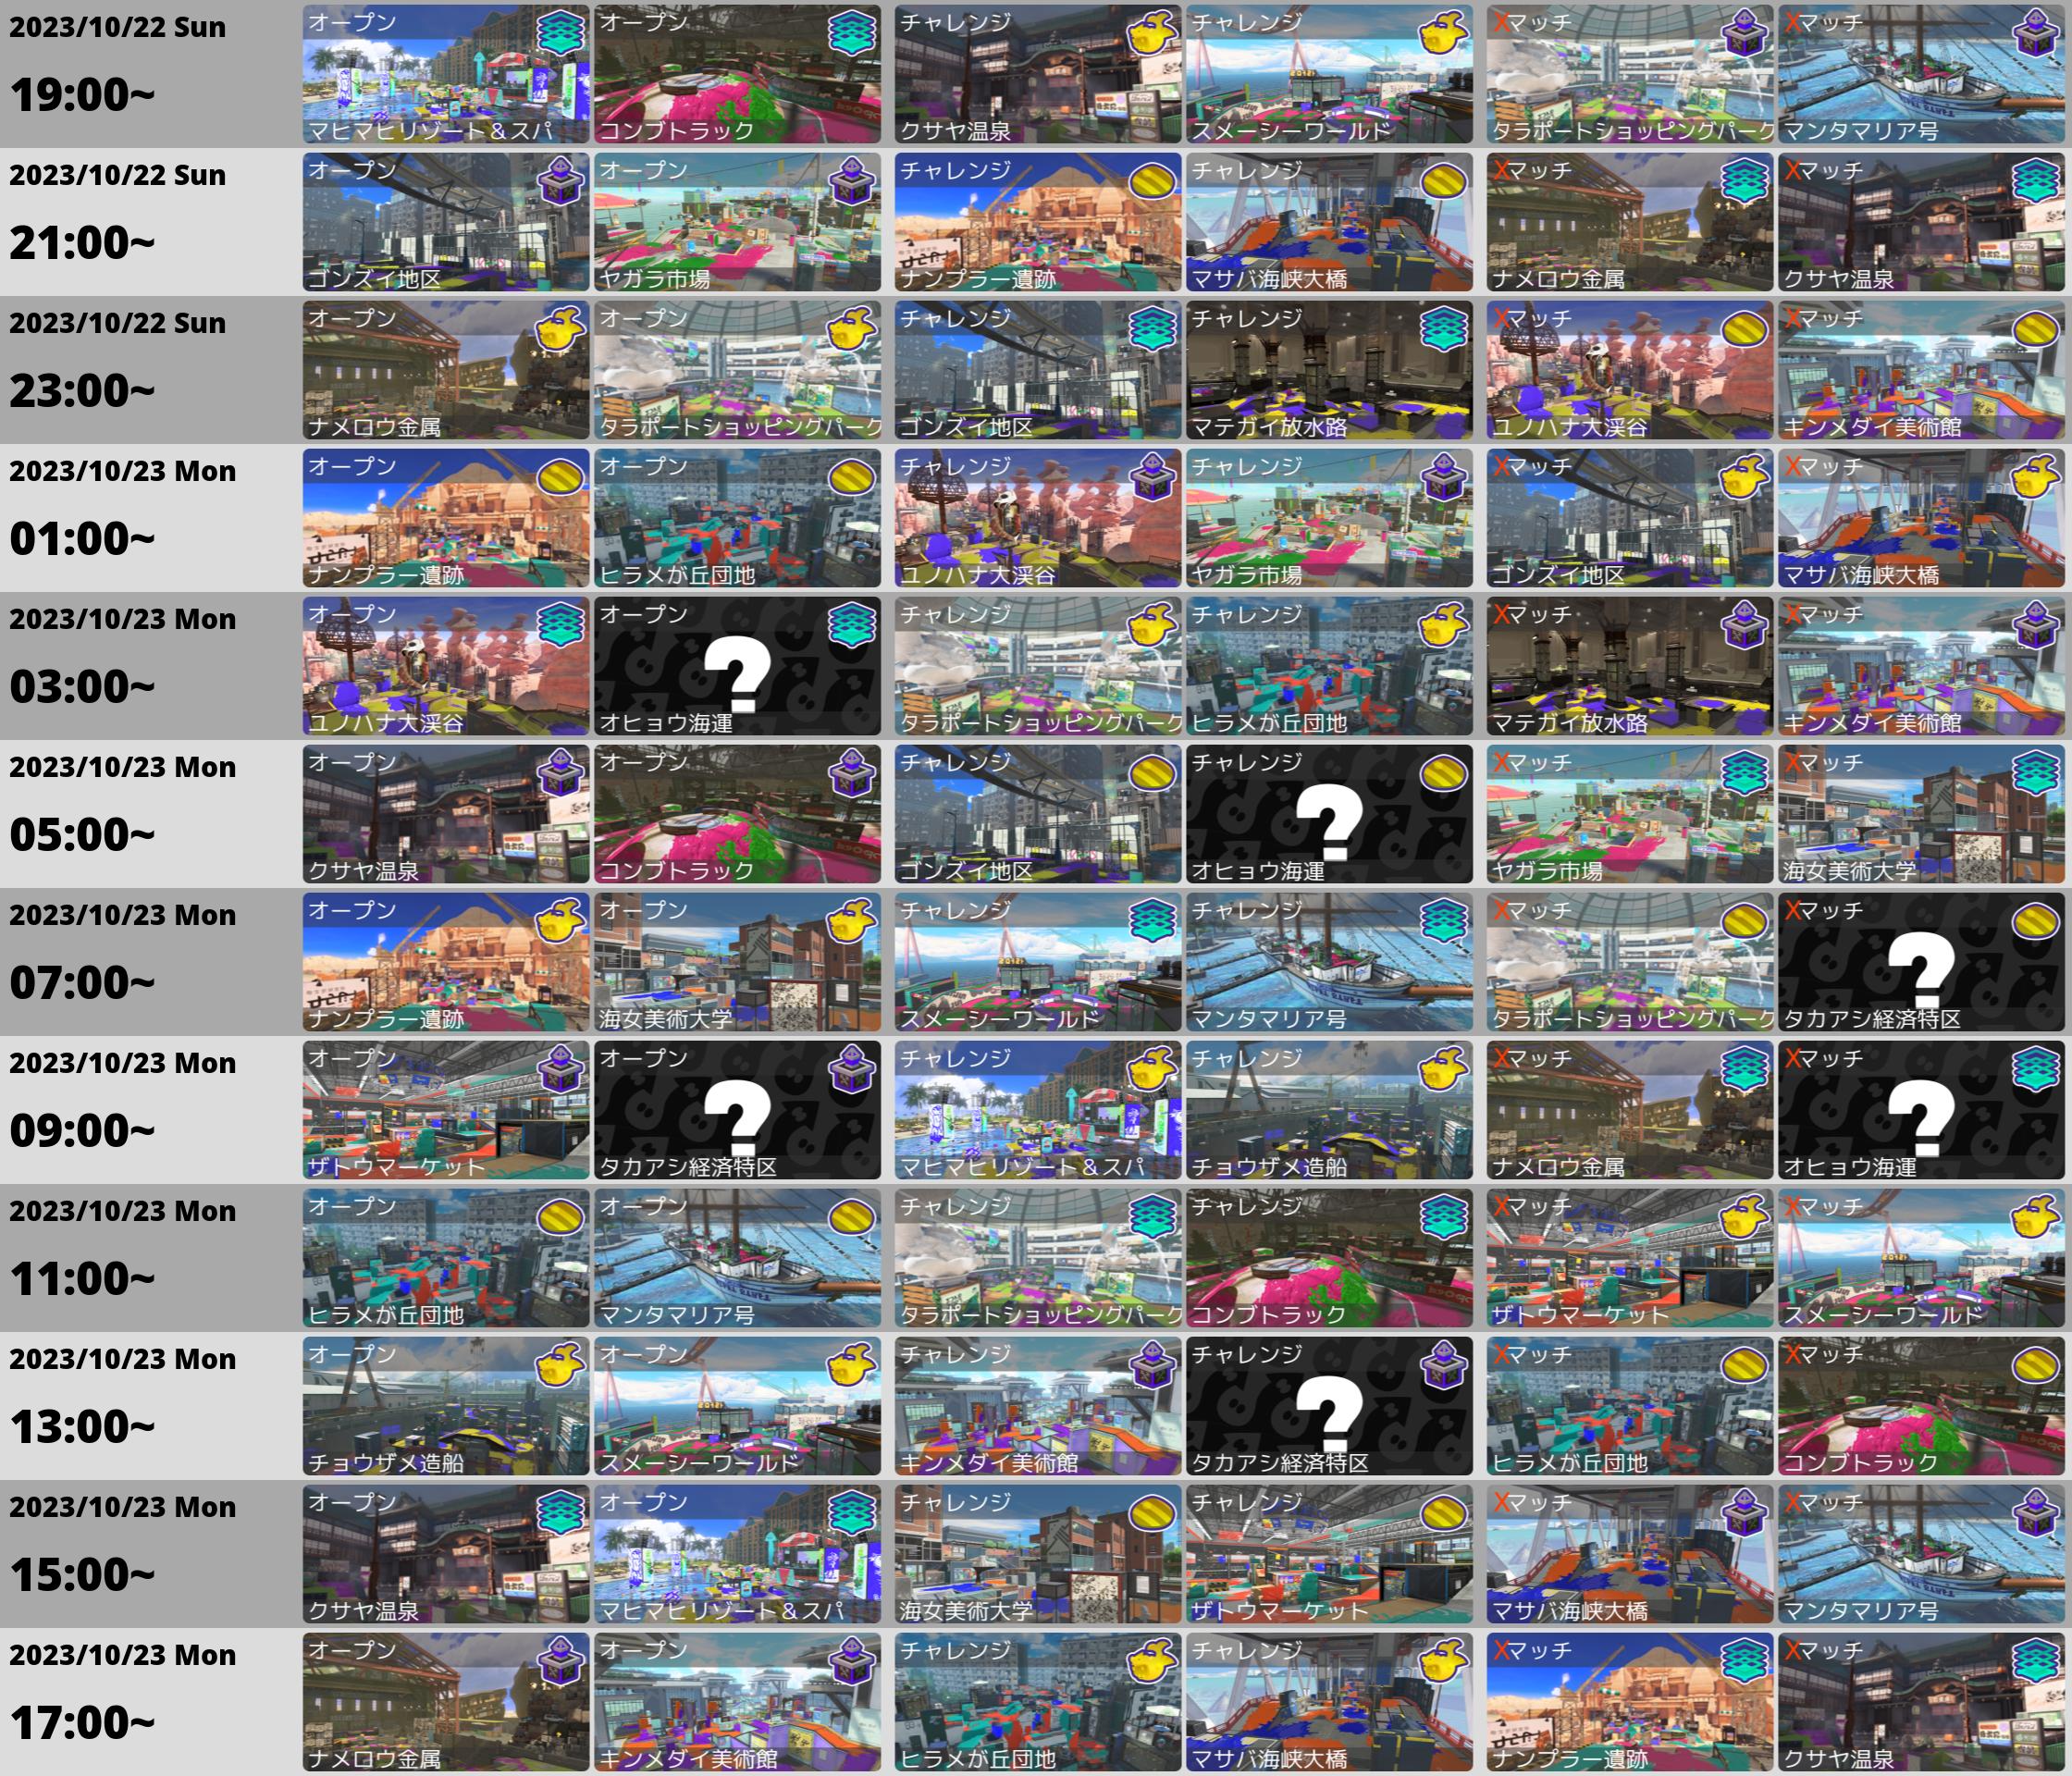 2023/10/22 Sun
19:00~
オープン オープン チャレンジ チャレンジ Xマッチ Xマッチ
マヒマヒリゾート＆スパ コンブトラック クサヤ温泉 スメーシーワールド タラポートショッピングパーク マンタマリア号
2023/10/22 Sun
21:00~
オープン オープン チャレンジ チャレンジ Xマッチ Xマッチ
ゴンズイ地区 ヤガラ市場 ナンプラー遺跡 マサバ海峡大橋 ナメロウ金属 クサヤ温泉
2023/10/22 Sun
23:00~
オープン オープン チャレンジ チャレンジ Xマッチ Xマッチ
ナメロウ金属 タラポートショッピングパーク ゴンズイ地区 マテガイ放水路 ユノハナ大渓谷 キンメダイ美術館
2023/10/23 Mon
01:00~
オープン オープン チャレンジ チャレンジ Xマッチ Xマッチ
ナンプラー遺跡 ヒラメが丘団地 ユノハナ大渓谷 ヤガラ市場 ゴンズイ地区 マサバ海峡大橋
2023/10/23 Mon
03:00~
オープン オープン チャレンジ チャレンジ Xマッチ Xマッチ
?
ユノハナ大渓谷 オヒョウ海運 タラポートショッピングパーク ヒラメが丘団地 マテガイ放水路 キンメダイ美術館
2023/10/23 Mon
05:00~
オープン オープン チャレンジ チャレンジ Xマッチ Xマッチ
?
クサヤ温泉 コンブトラック ゴンズイ地区 オヒョウ海運 ヤガラ市場 海女美術大学
2023/10/23 Mon
07:00~
オープン オープン チャレンジ チャレンジ Xマッチ Xマッチ
?
ナンプラー遺跡 海女美術大学 スメーシーワールド マンタマリア号 タラポートショッピングパーク タカアシ経済特区
2023/10/23 Mon
09:00~
オープン オープン チャレンジ チャレンジ Xマッチ Xマッチ
? ?
ザトウマーケット タカアシ経済特区 マヒマヒリゾート＆スパ チョウザメ造船 ナメロウ金属 オヒョウ海運
2023/10/23 Mon
11:00~
オープン オープン チャレンジ チャレンジ Xマッチ Xマッチ
ヒラメが丘団地 マンタマリア号 タラポートショッピングパーク コンブトラック ザトウマーケット スメーシーワールド
2023/10/23 Mon
13:00~
オープン オープン チャレンジ チャレンジ Xマッチ Xマッチ
?
チョウザメ造船 スメーシーワールド キンメダイ美術館 タカアシ経済特区 ヒラメが丘団地 コンブトラック
2023/10/23 Mon
15:00~
オープン オープン チャレンジ チャレンジ Xマッチ Xマッチ
クサヤ温泉 マヒマヒリゾート＆スパ 海女美術大学 ザトウマーケット マサバ海峡大橋 マンタマリア号
2023/10/23 Mon
17:00~
オープン オープン チャレンジ チャレンジ Xマッチ Xマッチ
ナメロウ金属 キンメダイ美術館 ヒラメが丘団地 マサバ海峡大橋 ナンプラー遺跡 クサヤ温泉